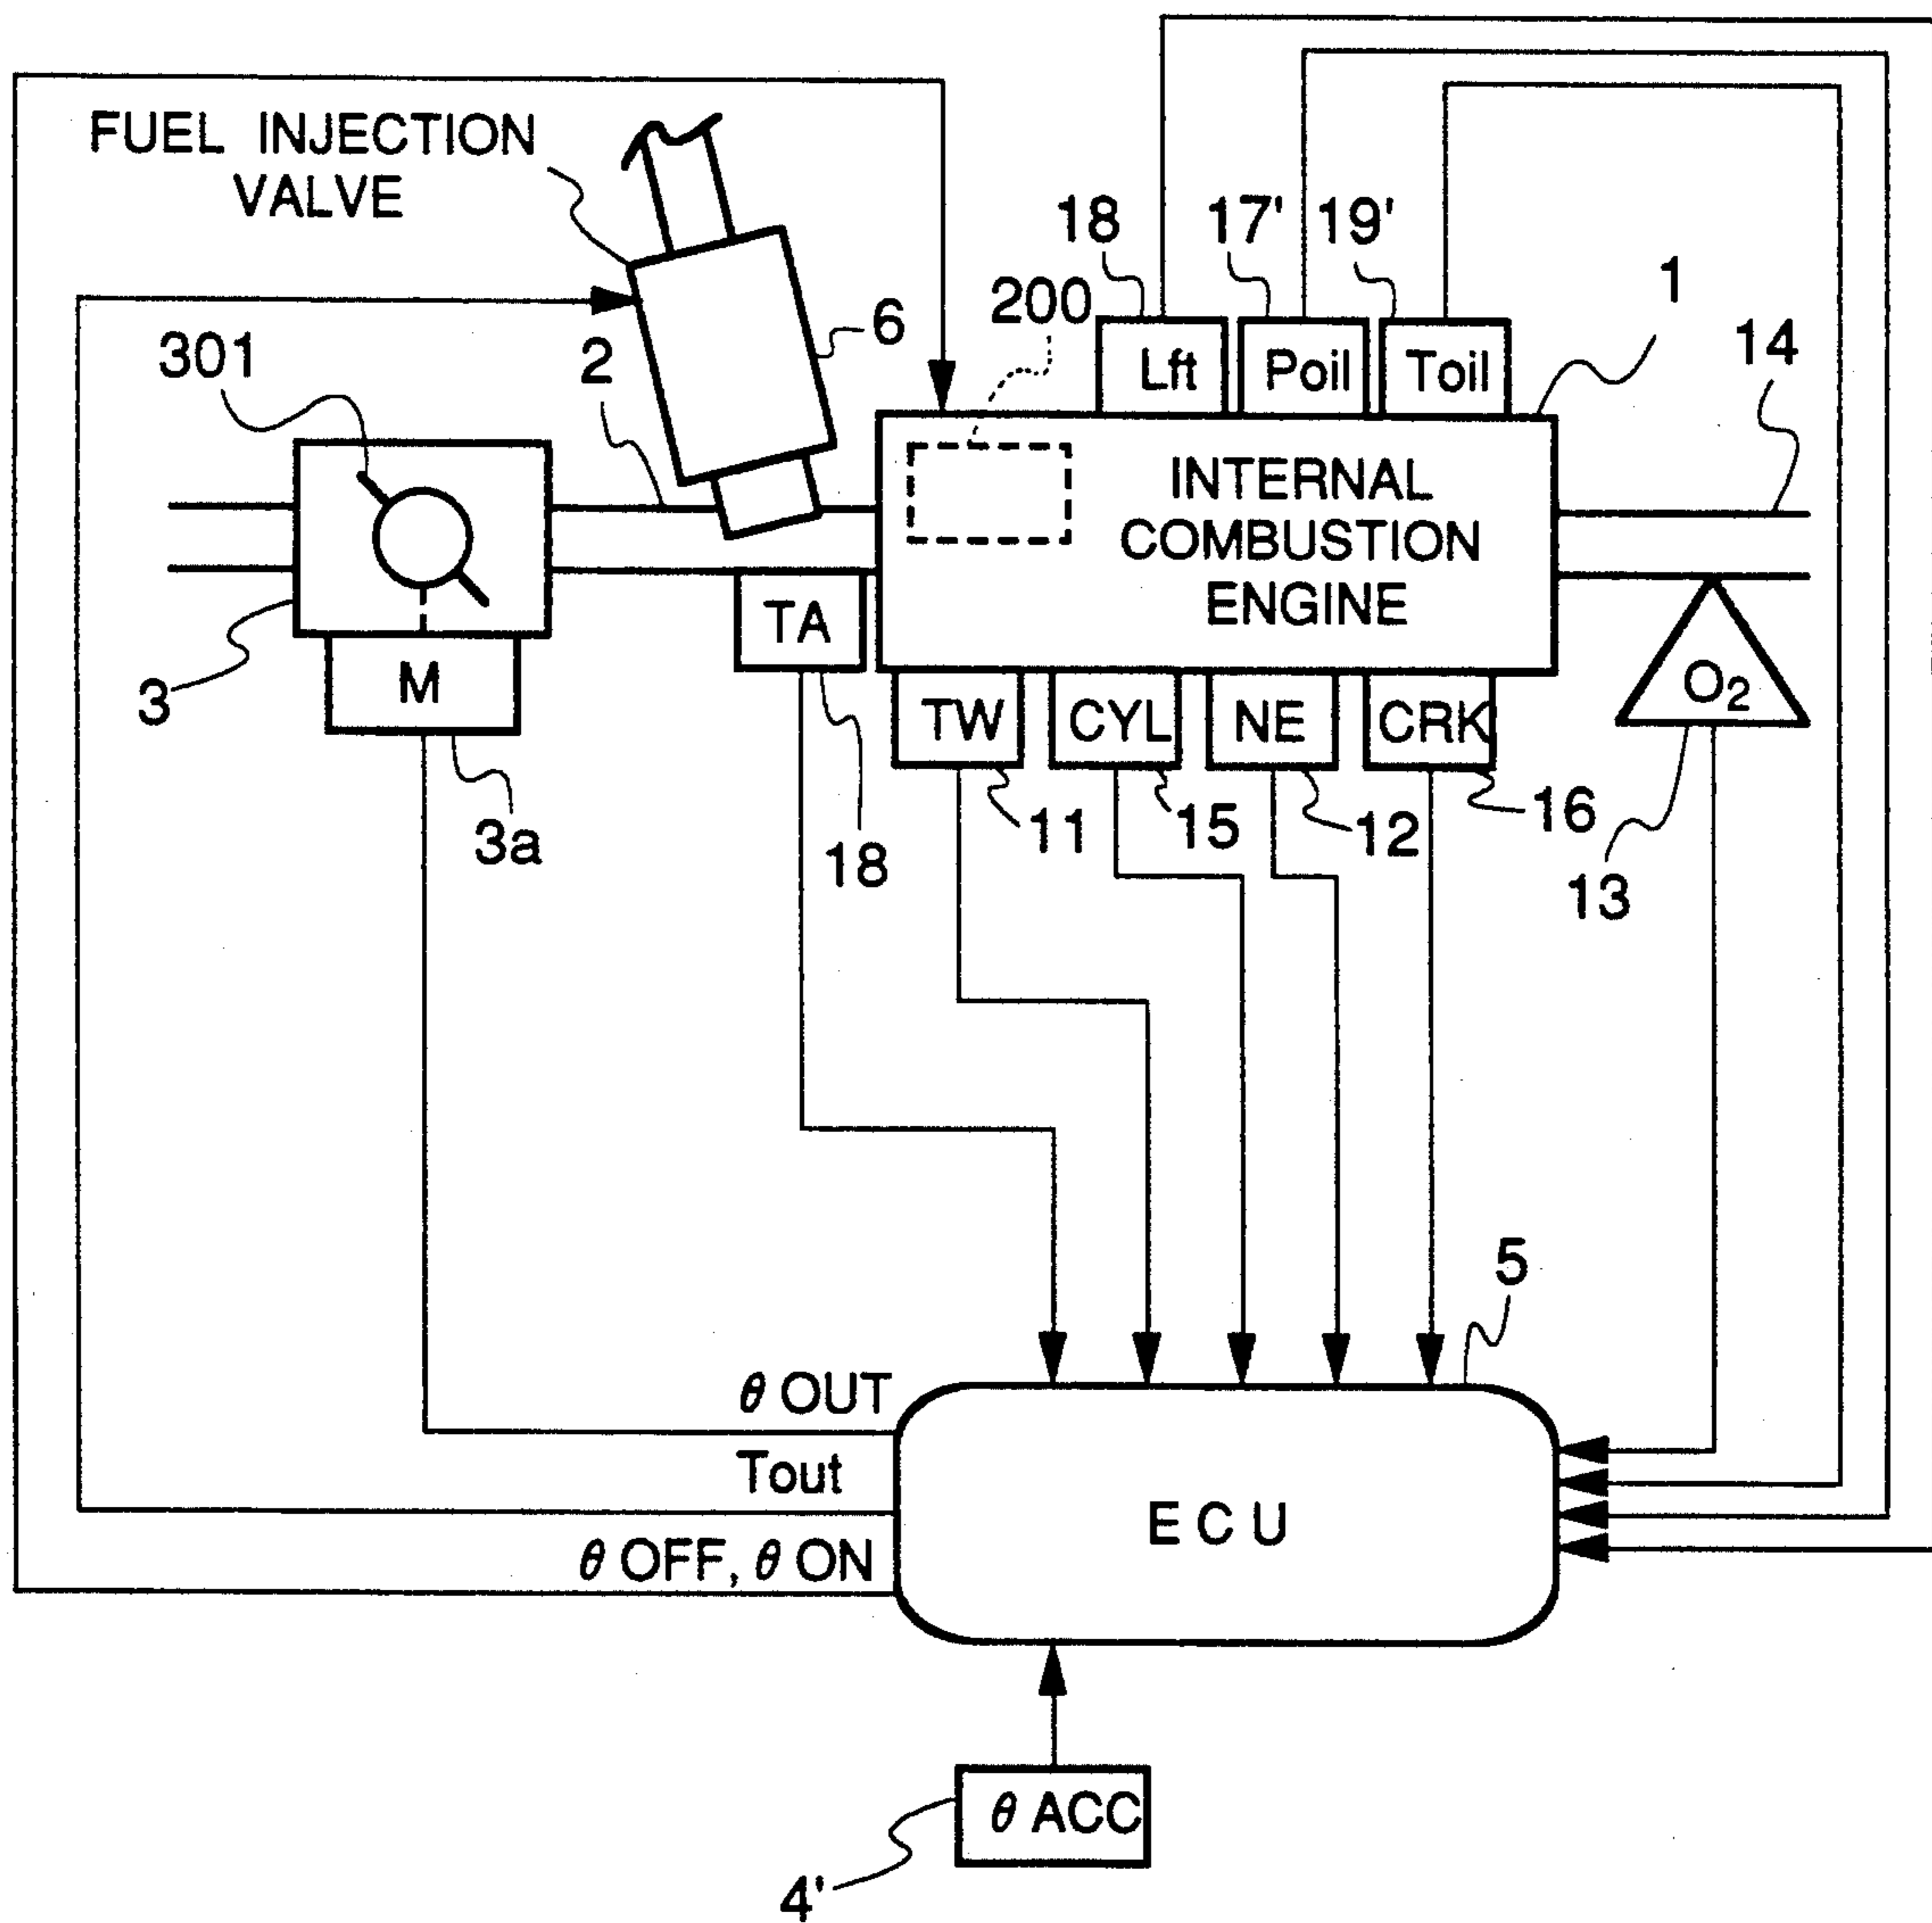 FUEL INJECTION
VALVE
18
17'
19'
200
1
301
2
6
14
Lft
Poil
Toil
INTERNAL
COMBUSTION
ENGINE
TA
3
M
TW
CYL
NE
CRK
O2
3a
18
11
15
12
16
13
5
θ OUT
Tout
θ OFF, θ ON
E C U
θ ACC
4'